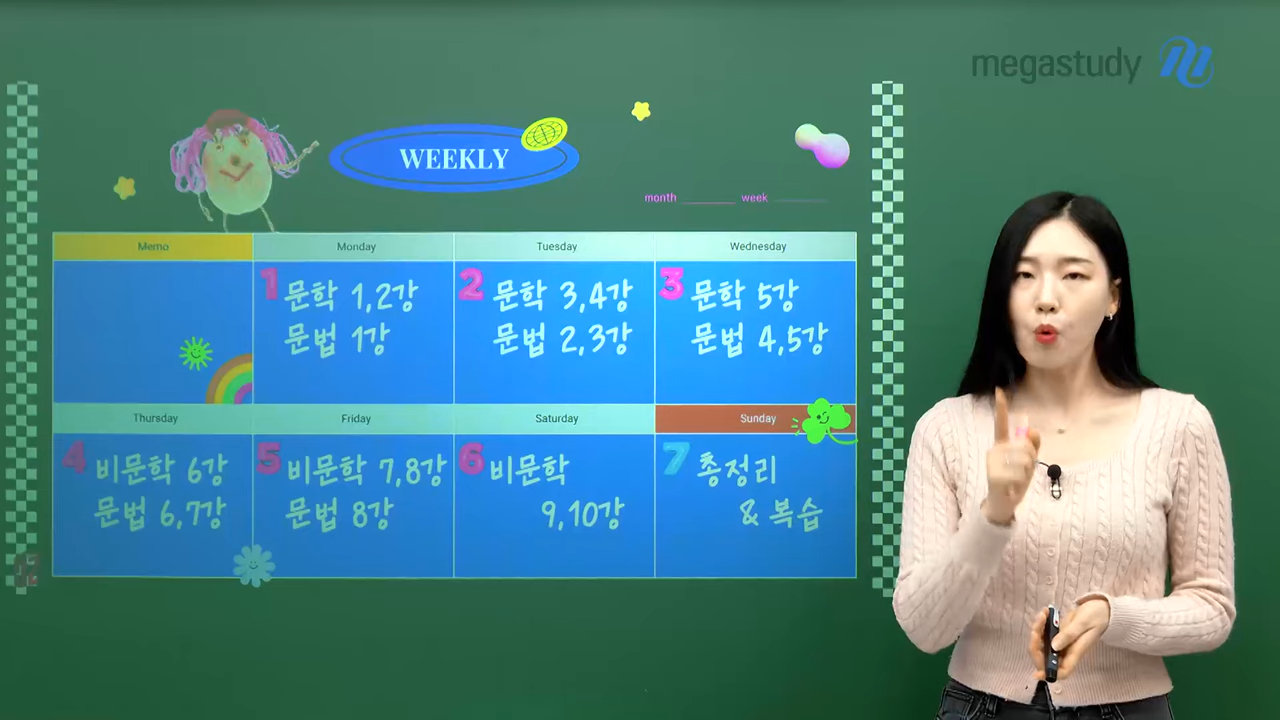 megastudy
WEEKLY
month week
Memo
Monday
Tuesday
Wednesday
1 문학 1,2강
문법 1강
2 문학 3,4강
문법 2,3강
3 문학 5강
문법 4,5강
Thursday
Friday
Saturday
Sunday
4 비문학 6강
문법 6,7강
5 비문학 7,8강
문법 8강
6 비문학
9,10강
7 총정리
& 복습